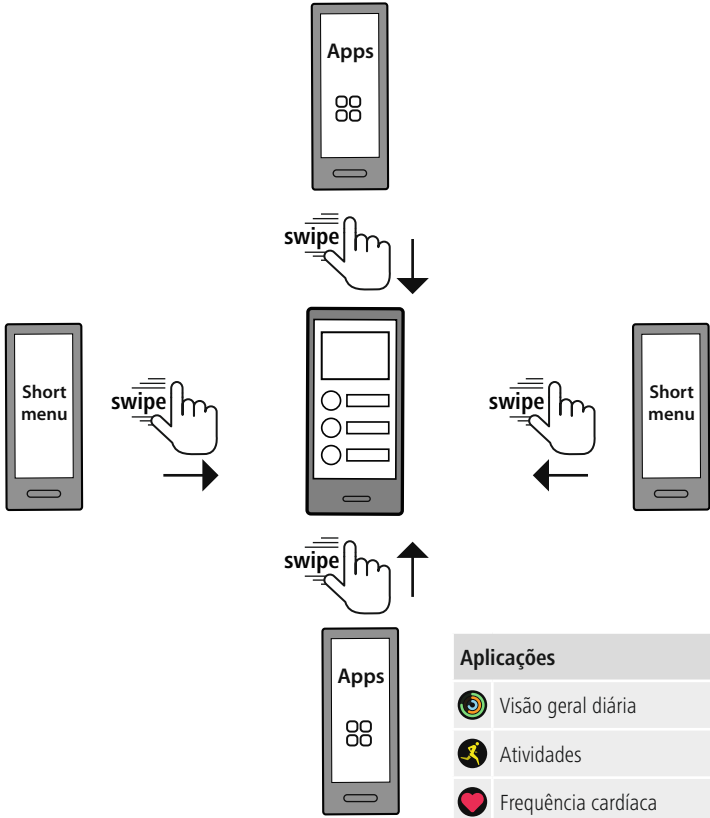 Apps
swipe
Short
menu
swipe
swipe
Short
menu
swipe
Apps
Aplicações
Visão geral diária
Atividades
Frequência cardíaca